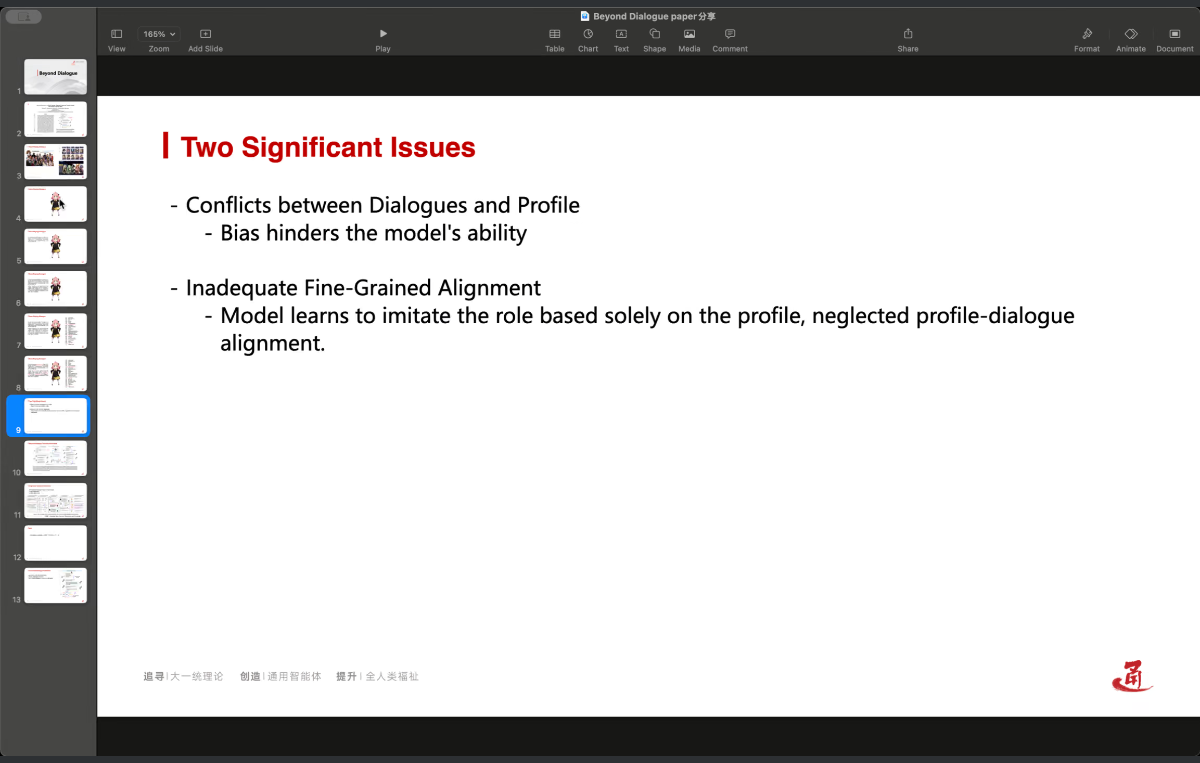 Beyond Dialogue paper分享
165%
View
Zoom
Add Slide
Play
Table
Chart
Text
Shape
Media
Comment
Share
Format
Animate
Document
Beyond Dialogue
1
2
3
4
5
6
7
8
9
10
11
12
13
Two Significant Issues
- Conflicts between Dialogues and Profile
- Bias hinders the model's ability
- Inadequate Fine-Grained Alignment
- Model learns to imitate the role based solely on the profile, neglected profile-dialogue
alignment.
追寻|大一统理论 创造|通用智能体 提升|全人类福祉
通